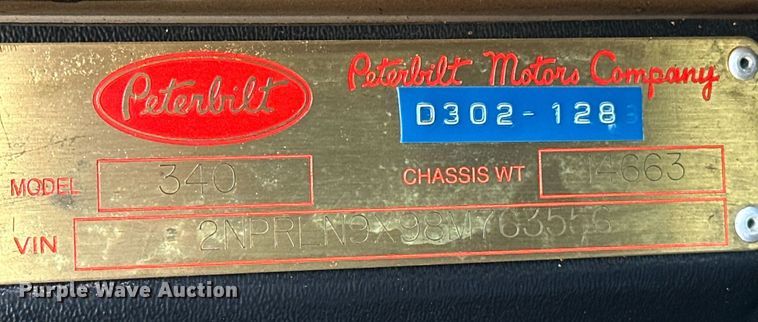 Peterbilt
Peterbilt Motors Company
D302-128
MODEL 340
CHASSIS WT 14663
VIN
Purple Wave Auction